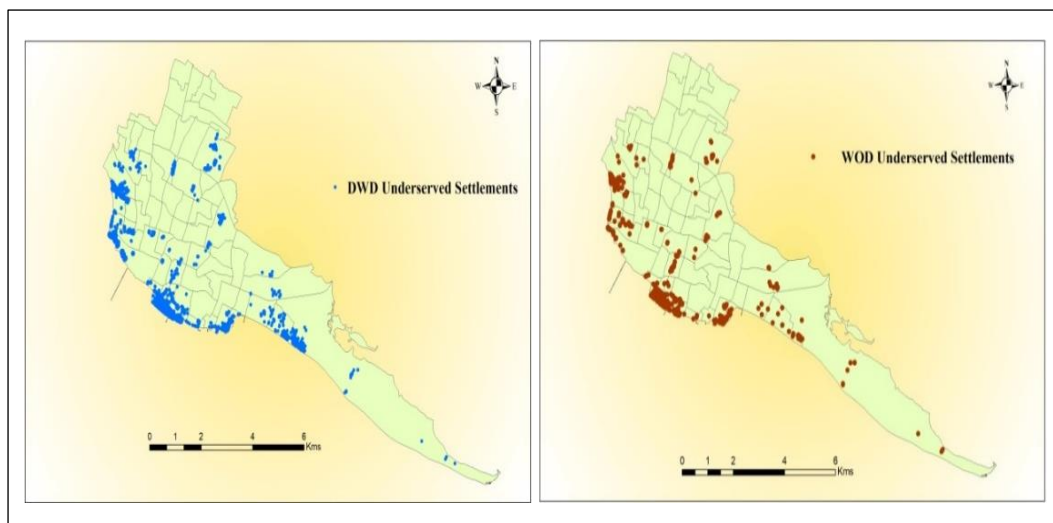 N
W E
S
DWD Underserved Settlements
0 1 2 4 6
Kms
N
W E
S
WOD Underserved Settlements
0 1 2 4 6
Kms